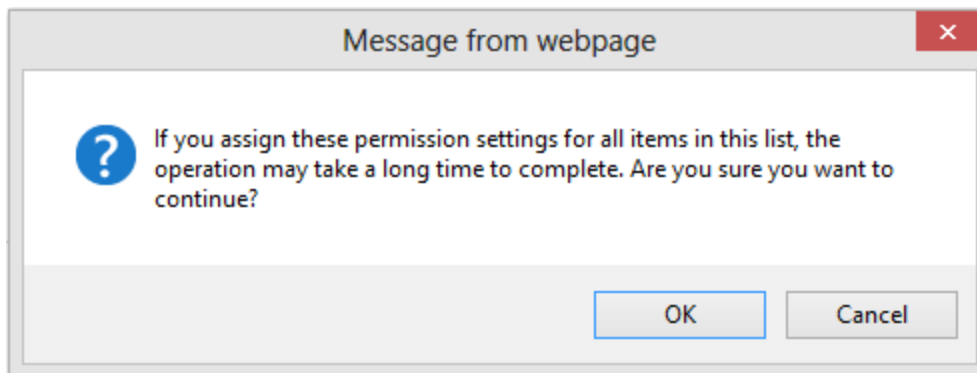 Message from webpage
If you assign these permission settings for all items in this list, the
operation may take a long time to complete. Are you sure you want to
continue?
OK
Cancel